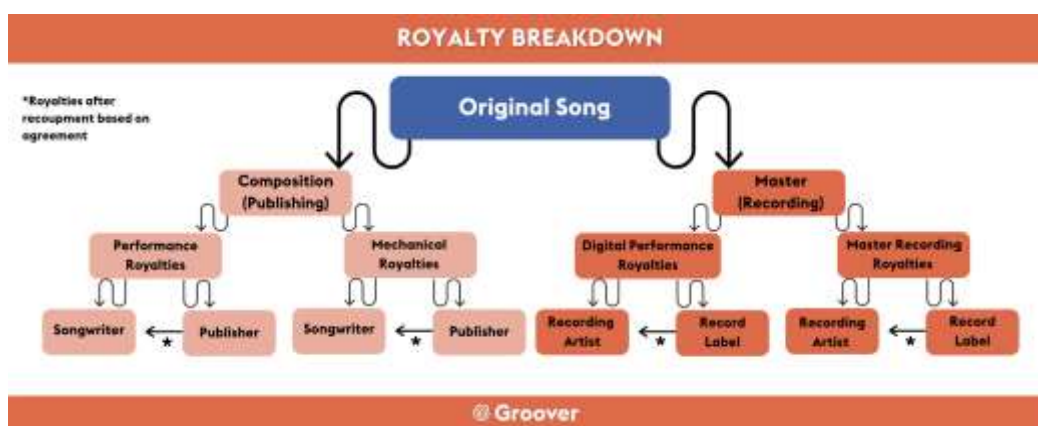 ROYALTY BREAKDOWN
*Royalties after
recoupment based on
agreement
Original Song
Composition
(Publishing)
Master
(Recording)
Performance
Royalties
Mechanical
Royalties
Digital Performance
Royalties
Master Recording
Royalties
Songwriter
*
Publisher
Songwriter
*
Publisher
Recording
Artist
*
Record
Label
Recording
Artist
*
Record
Label
@ Groover